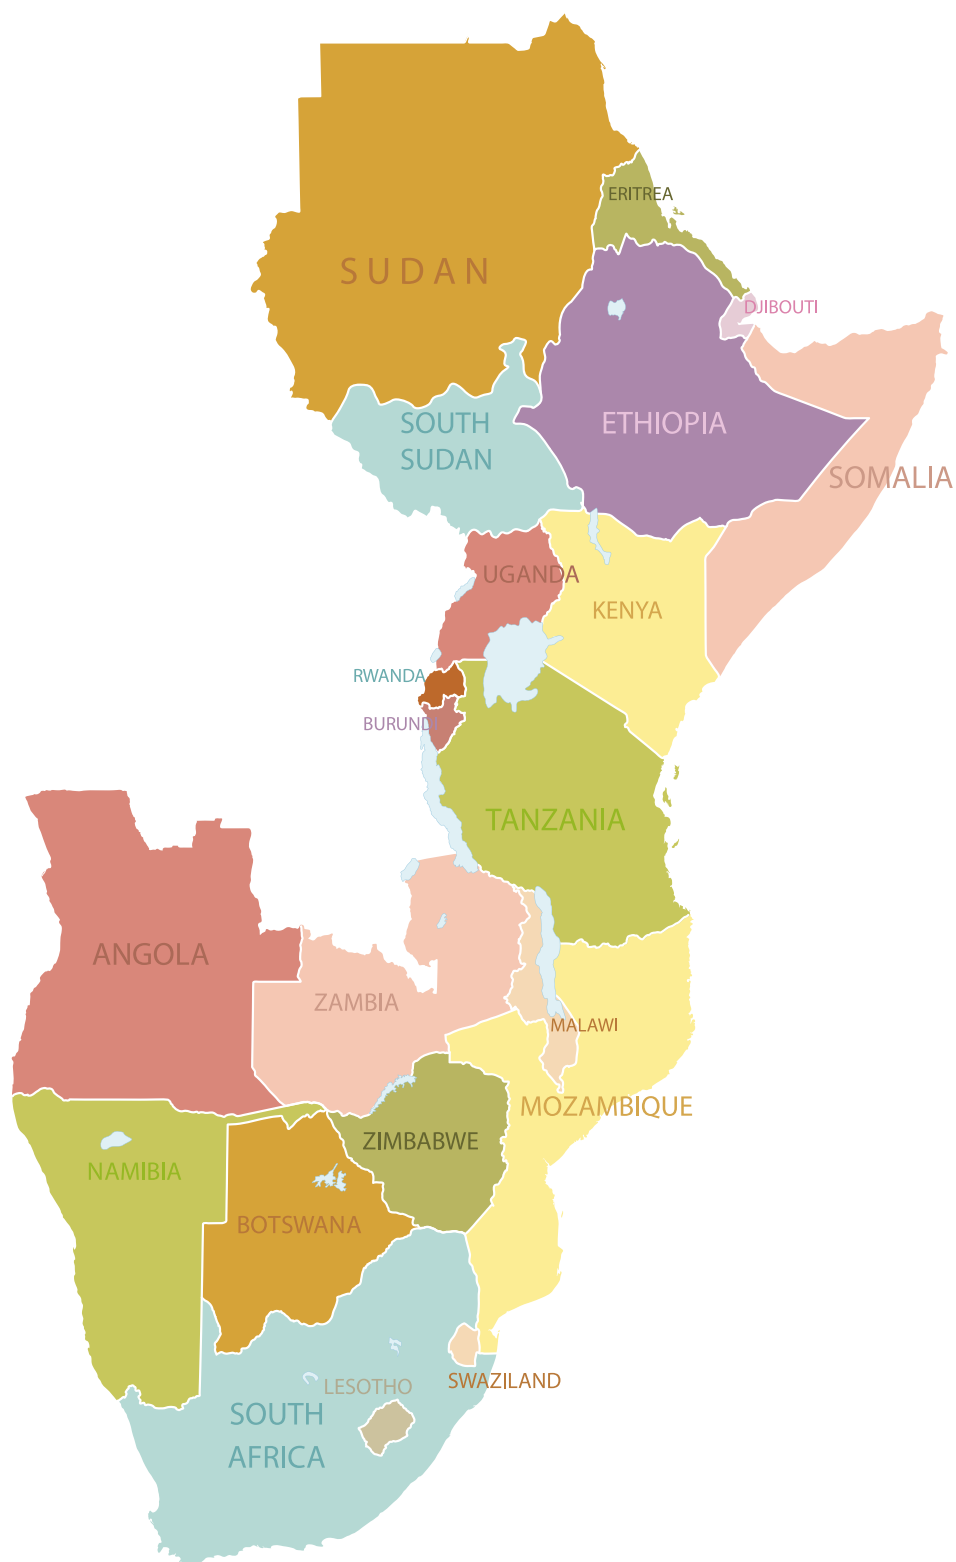 ERITREA
SUDAN
DJIBOUTI
SOUTH
SUDAN
ETHIOPIA
SOMALIA
UGANDA
KENYA
RWANDA
BURUNDI
TANZANIA
ANGOLA
ZAMBIA
MALAWI
MOZAMBIQUE
ZIMBABWE
NAMIBIA
BOTSWANA
SWAZILAND
LESOTHO
SOUTH
AFRICA